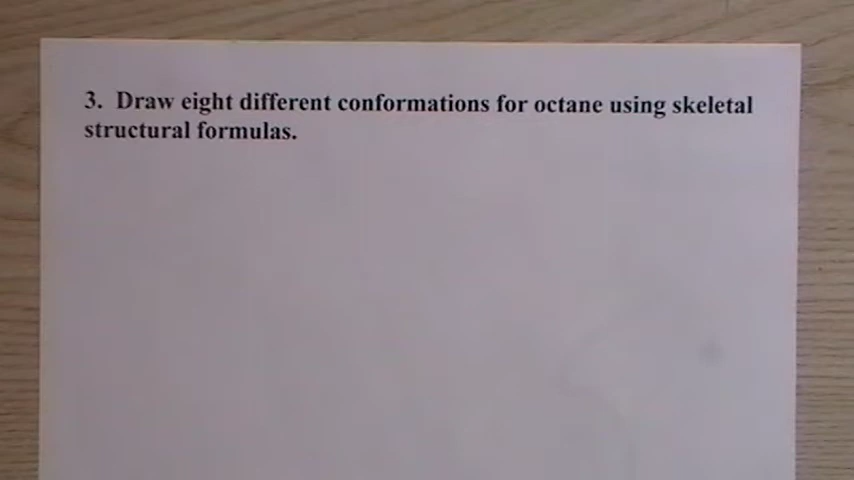 3. Draw eight different conformations for octane using skeletal
structural formulas.